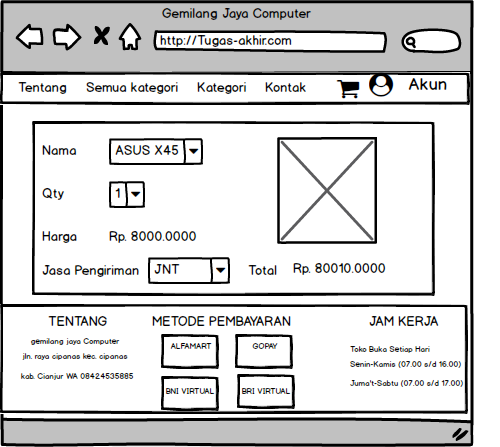 Gemilang Jaya Computer
http://Tugas-akhir.com
Tentang Semua kategori Kategori Kontak Akun
Nama ASUS X45
Qty 1
Harga Rp. 8000.0000
Jasa Pengiriman JNT Total Rp. 80010.0000
TENTANG METODE PEMBAYARAN JAM KERJA
gemilang jaya Computer
jln. raya cipanas kec. cipanas
kab. Cianjur WA 08424535885
ALFAMART GOPAY
BNI VIRTUAL BRI VIRTUAL
Toko Buka Setiap Hari
Senin-Kamis (07.00 s/d 16.00)
Juma't-Sabtu (07.00 s/d 17.00)